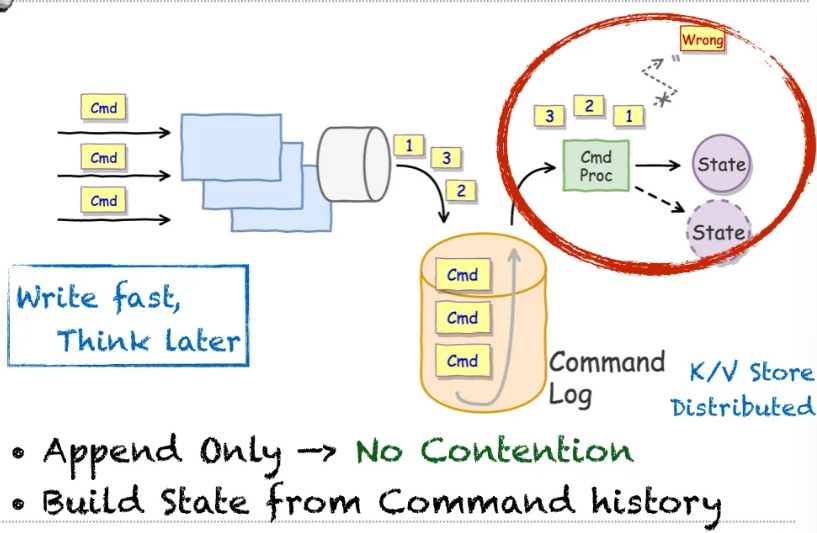 Wrong
Cmd
Cmd
Cmd
1
3
2
3
2
1
Cmd
Proc
State
State
Cmd
Cmd
Cmd
Command
Log
Write fast,
Think later
K/V Store
Distributed
• Append Only → No Contention
• Build State from Command history